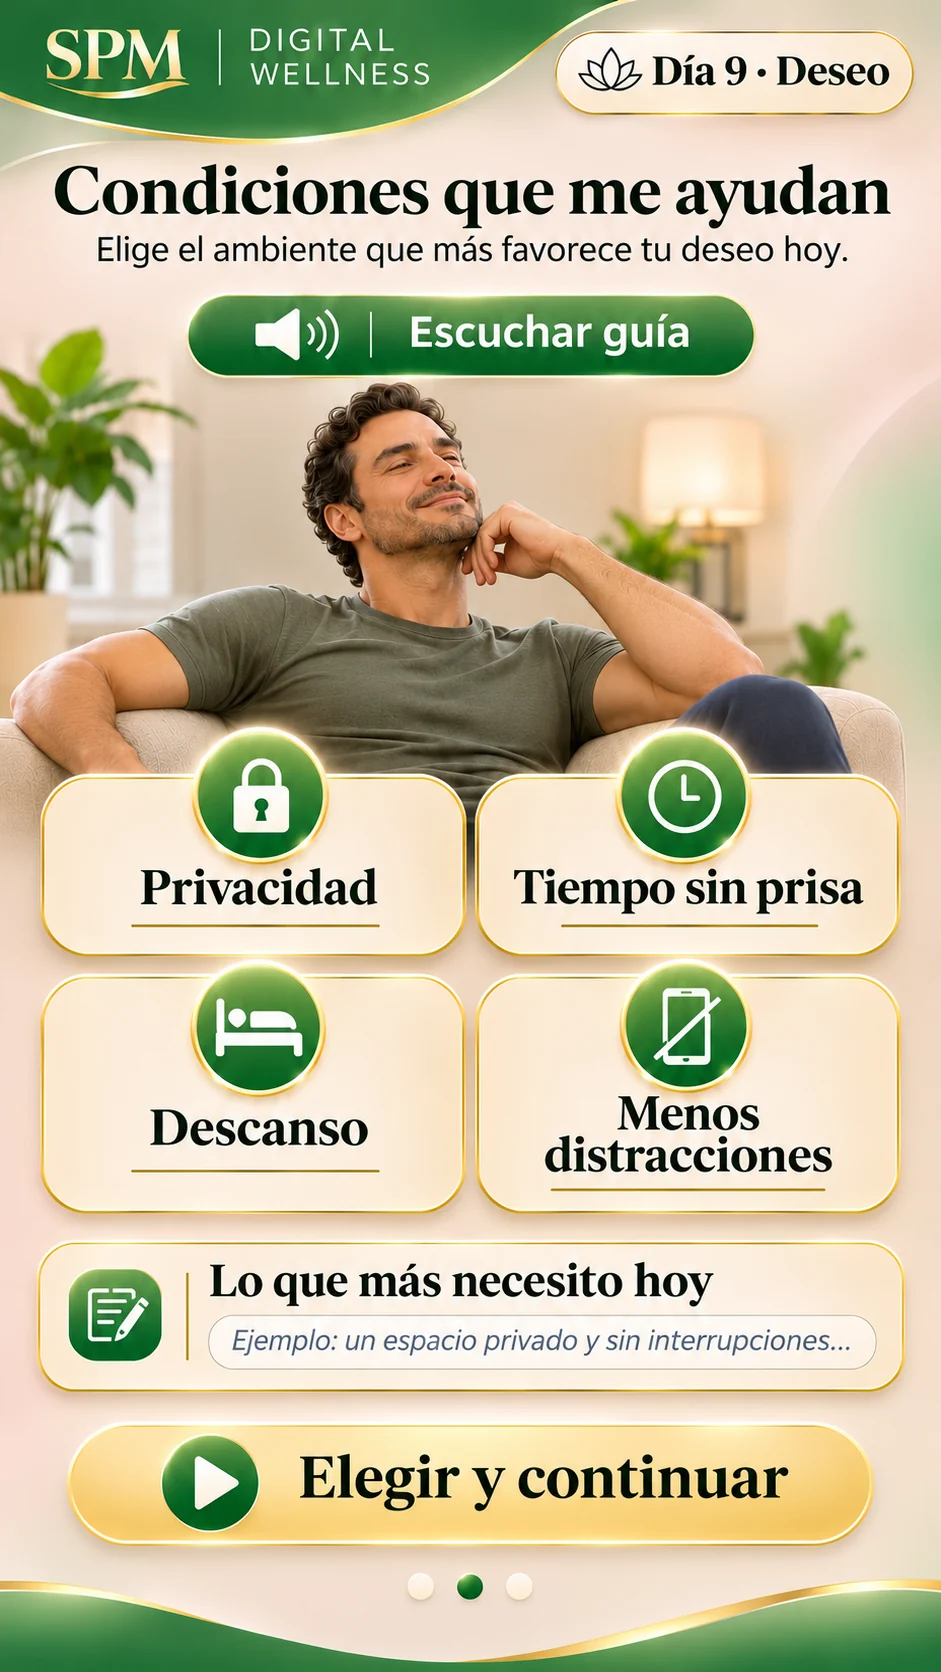 SPM
DIGITAL
WELLNESS
Día 9 · Deseo
Condiciones que me ayudan
Elige el ambiente que más favorece tu deseo hoy.
Escuchar guía
Privacidad
Tiempo sin prisa
Descanso
Menos
distracciones
Lo que más necesito hoy
Ejemplo: un espacio privado y sin interrupciones...
Elegir y continuar